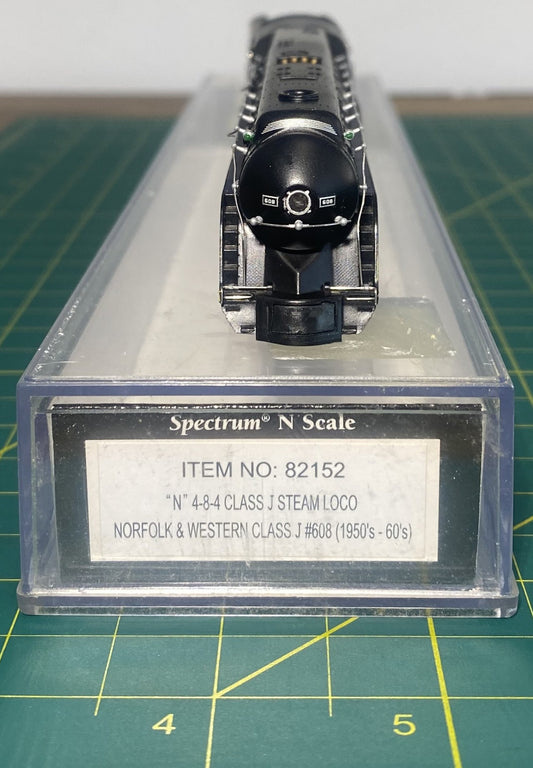 608 608
Spectrum® N Scale
ITEM NO: 82152
"N" 4-8-4 CLASS J STEAM LOCO
NORFOLK & WESTERN CLASS J #608 (1950's - 60's)
4 5